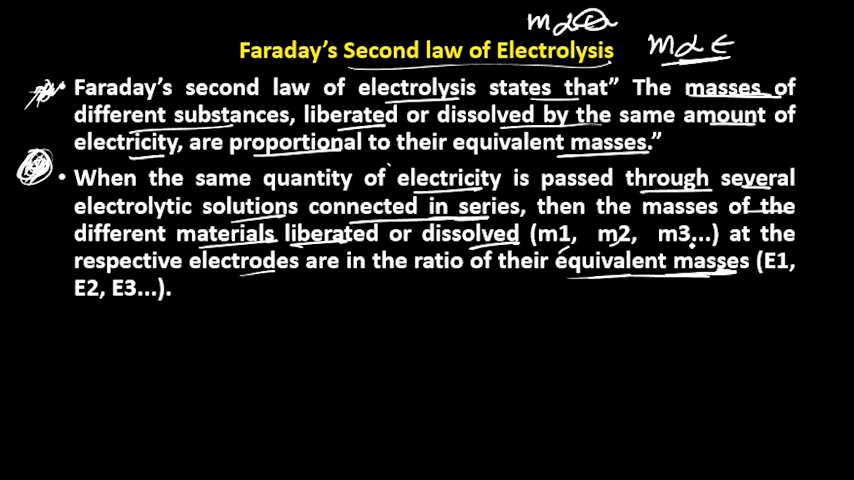 m α Q
Faraday's Second law of Electrolysis
m α E
• Faraday's second law of electrolysis states that" The masses of
different substances, liberated or dissolved by the same amount of
electricity, are proportional to their equivalent masses."
• When the same quantity of electricity is passed through several
electrolytic solutions connected in series, then the masses of the
different materials liberated or dissolved (m1, m2, m3...) at the
respective electrodes are in the ratio of their equivalent masses (E1,
E2, E3...).